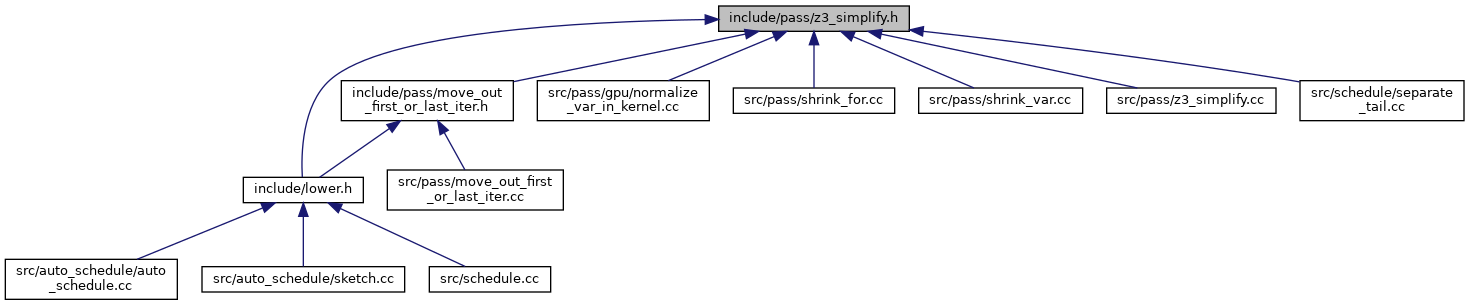 include/pass/z3_simplify.h
include/pass/move_out
_first_or_last_iter.h
src/pass/gpu/normalize
_var_in_kernel.cc
src/pass/shrink_for.cc
src/pass/shrink_var.cc
src/pass/z3_simplify.cc
src/schedule/separate
_tail.cc
include/lower.h
src/pass/move_out_first
_or_last_iter.cc
src/auto_schedule/auto
_schedule.cc
src/auto_schedule/sketch.cc
src/schedule.cc